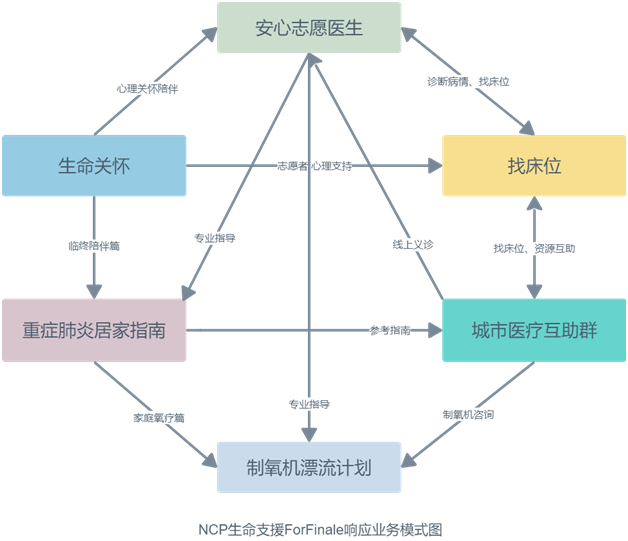 安心志愿医生
心理关怀陪伴
诊断病情、找床位
生命关怀
志愿者 心理支持
找床位
临终陪伴篇
专业指导
线上义诊
找床位、资源互助
重症肺炎居家指南
参考指南
城市医疗互助群
家庭氧疗篇
专业指导
制氧机咨询
制氧机漂流计划
NCP生命支援ForFinale响应业务模式图